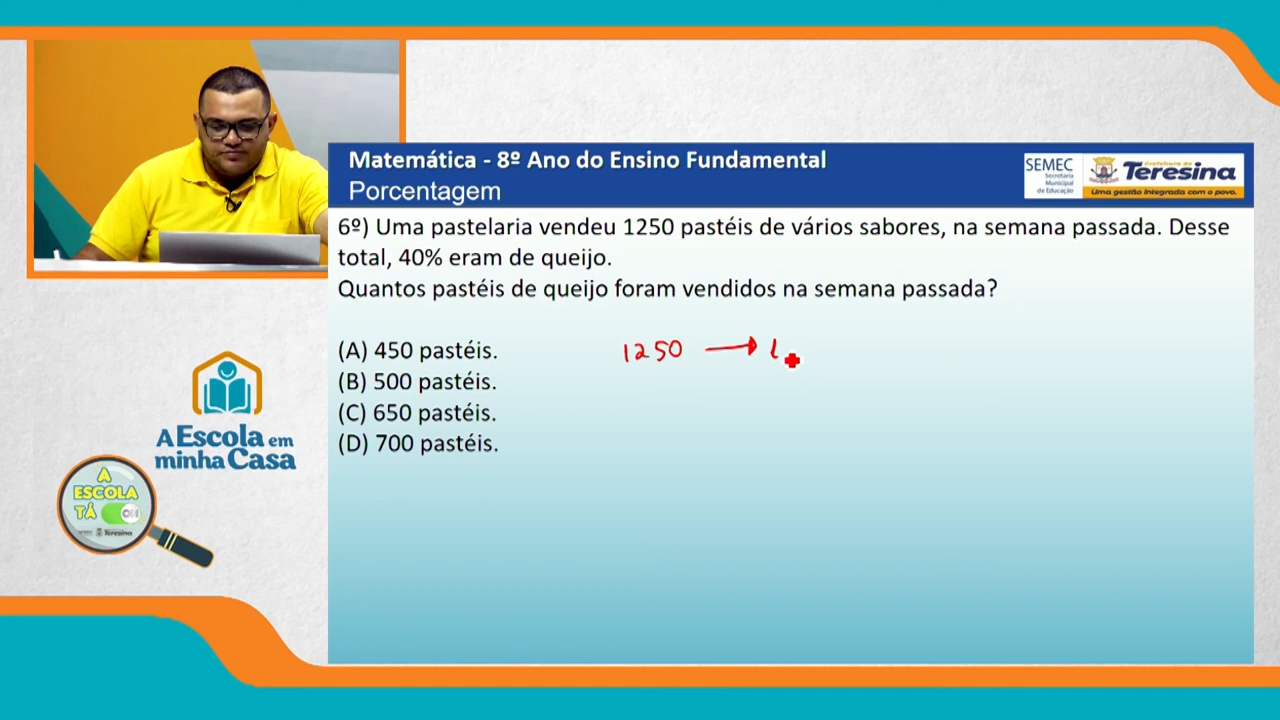 Matemática - 8º Ano do Ensino Fundamental
Porcentagem
SEMEC
Secretaria
Municipal
de Educação
Prefeitura de
Teresina
Uma gestão integrada com o povo.
6º) Uma pastelaria vendeu 1250 pastéis de vários sabores, na semana passada. Desse
total, 40% eram de queijo.
Quantos pastéis de queijo foram vendidos na semana passada?
(A) 450 pastéis.
(B) 500 pastéis.
(C) 650 pastéis.
(D) 700 pastéis.
1250
A Escola em
minha Casa
A
ESCOLA
TÁ ON
Teresina